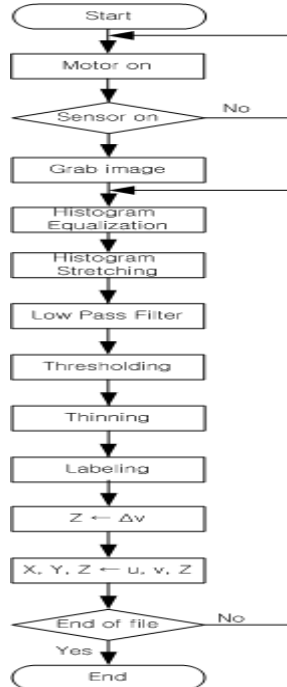 Start
Motor on
Sensor on
No
Grab image
Histogram
Equalization
Histogram
Stretching
Low Pass Filter
Thresholding
Thinning
Labeling
Z ← Δv
X, Y, Z ← u, v, Z
End of file
No
Yes
End